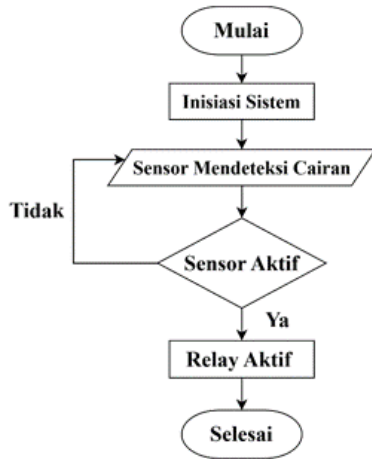 Mulai
Inisiasi Sistem
Sensor Mendeteksi Cairan
Tidak
Sensor Aktif
Ya
Relay Aktif
Selesai